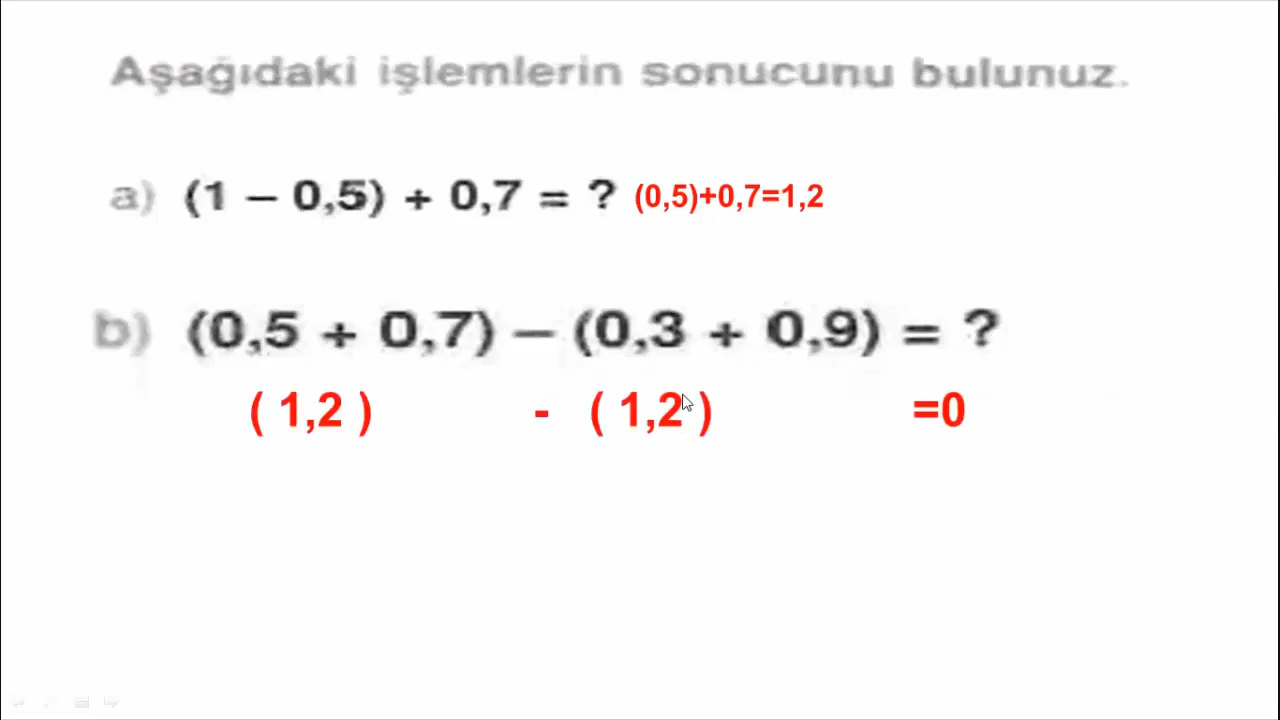 Aşağıdaki işlemlerin sonucunu bulunuz.
a) (1 – 0,5) + 0,7 = ? (0,5)+0,7=1,2
b) (0,5 + 0,7) – (0,3 + 0,9) = ?
( 1,2 ) - ( 1,2 ) =0